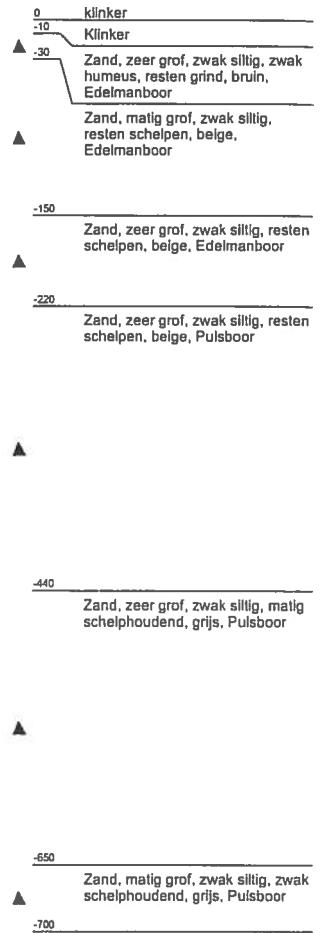 0 klinker
-10 Klinker
-30 Zand, zeer grof, zwak siltig, zwak
humeus, resten grind, bruin,
Edelmanboor
Zand, matig grof, zwak siltig,
resten schelpen, beige,
Edelmanboor
-150
Zand, zeer grof, zwak siltig, resten
schelpen, beige, Edelmanboor
-220
Zand, zeer grof, zwak siltig, resten
schelpen, beige, Pulsboor
-440
Zand, zeer grof, zwak siltig, matig
schelphoudend, grijs, Pulsboor
-650
Zand, matig grof, zwak siltig, zwak
schelphoudend, grijs, Pulsboor
-700